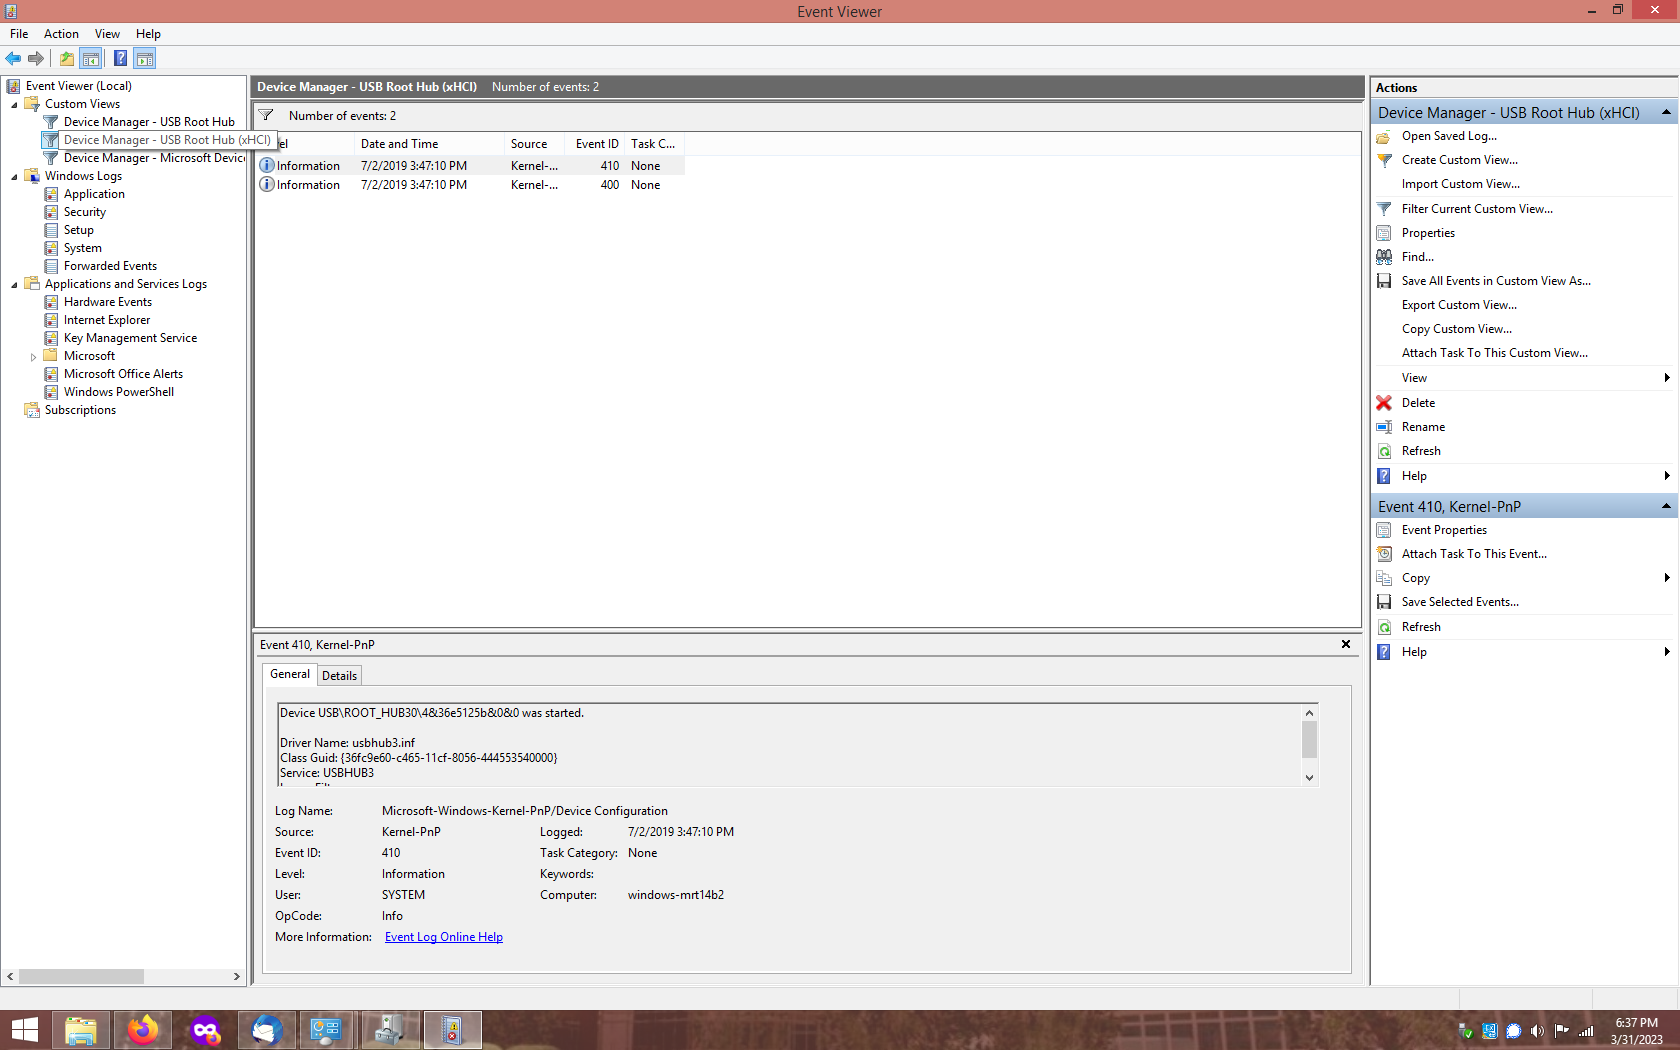 Event Viewer
File Action View Help
Event Viewer (Local)
Custom Views
Device Manager - USB Root Hub
Device Manager - USB Root Hub (xHCI)
Device Manager - Microsoft Device
Windows Logs
Application
Security
Setup
System
Forwarded Events
Applications and Services Logs
Hardware Events
Internet Explorer
Key Management Service
Microsoft
Microsoft Office Alerts
Windows PowerShell
Subscriptions
Device Manager - USB Root Hub (xHCI) Number of events: 2
Number of events: 2
Date and Time Source Event ID Task C...
Information 7/2/2019 3:47:10 PM Kernel-... 410 None
Information 7/2/2019 3:47:10 PM Kernel-... 400 None
Event 410, Kernel-PnP
General Details
Device USB\ROOT_HUB30\4&36e5125b&0&0 was started.
Driver Name: usbhub3.inf
Class Guid: {36fc9e60-c465-11cf-8056-444553540000}
Service: USBHUB3
Log Name: Microsoft-Windows-Kernel-PnP/Device Configuration
Source: Kernel-PnP Logged: 7/2/2019 3:47:10 PM
Event ID: 410 Task Category: None
Level: Information Keywords:
User: SYSTEM Computer: windows-mrt14b2
OpCode: Info
More Information: Event Log Online Help
Actions
Device Manager - USB Root Hub (xHCI)
Open Saved Log...
Create Custom View...
Import Custom View...
Filter Current Custom View...
Properties
Find...
Save All Events in Custom View As...
Export Custom View...
Copy Custom View...
Attach Task To This Custom View...
View
Delete
Rename
Refresh
Help
Event 410, Kernel-PnP
Event Properties
Attach Task To This Event...
Copy
Save Selected Events...
Refresh
Help
6:37 PM
3/31/2023